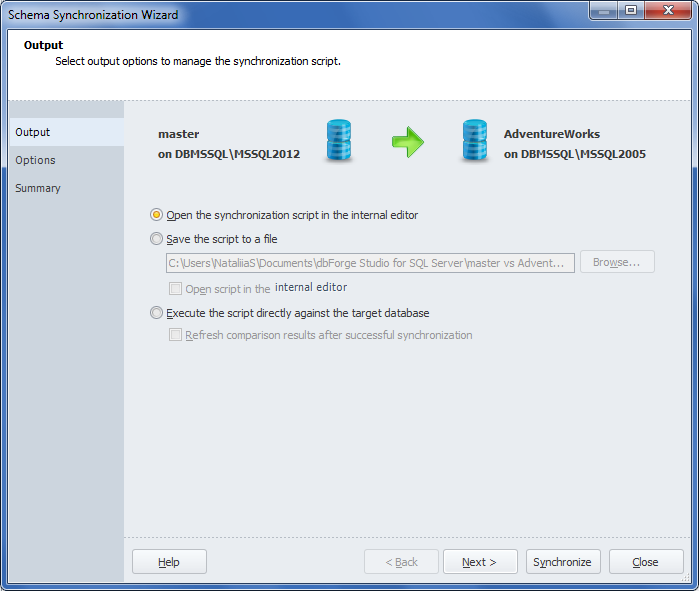 Schema Synchronization Wizard
Output
Select output options to manage the synchronization script.
Output
Options
Summary
master
on DBMSSQL\MSSQL2012
AdventureWorks
on DBMSSQL\MSSQL2005
Open the synchronization script in the internal editor
Save the script to a file
C:\Users\NataliiaS\Documents\dbForge Studio for SQL Server\master vs Advent...
Browse...
Open script in the internal editor
Execute the script directly against the target database
Refresh comparison results after successful synchronization
Help
< Back
Next >
Synchronize
Close